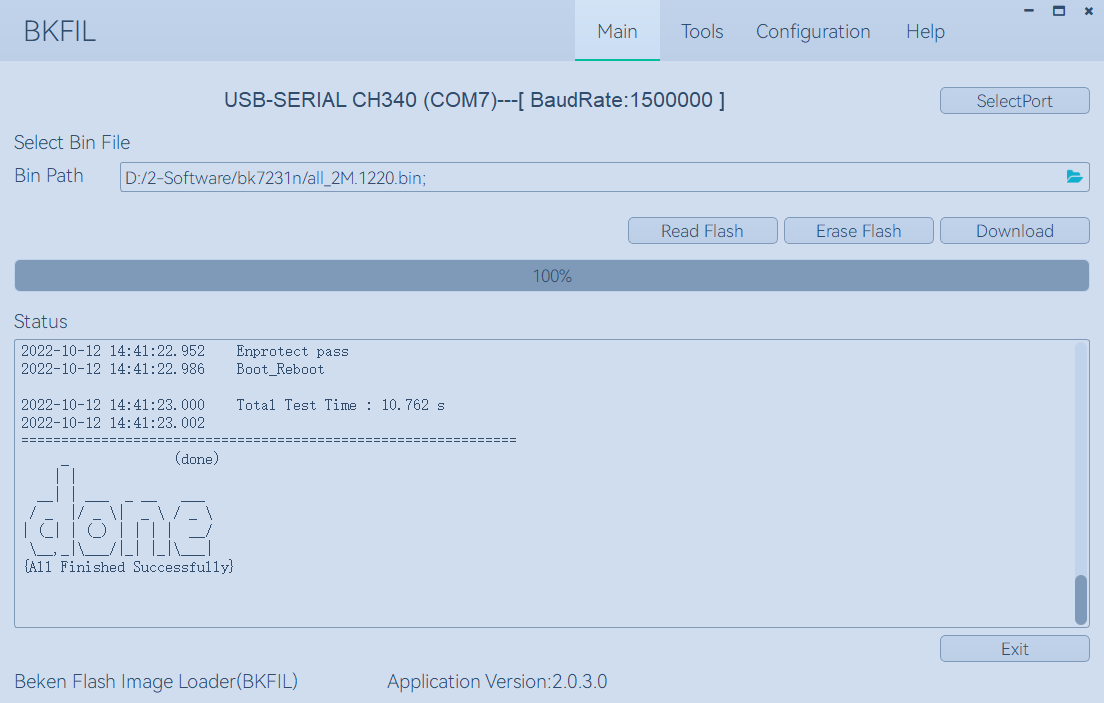 BKFIL Main Tools Configuration Help
USB-SERIAL CH340 (COM7)---[ BaudRate:1500000 ] SelectPort
Select Bin File
Bin Path D:/2-Software/bk7231n/all_2M.1220.bin;
Read Flash Erase Flash Download
100%
Status
2022-10-12 14:41:22.952 Enprotect pass
2022-10-12 14:41:22.986 Boot_Reboot
2022-10-12 14:41:23.000 Total Test Time : 10.762 s
2022-10-12 14:41:23.002
==============================================================
(done)
done
{All Finished Successfully}
Exit
Beken Flash Image Loader(BKFIL) Application Version:2.0.3.0